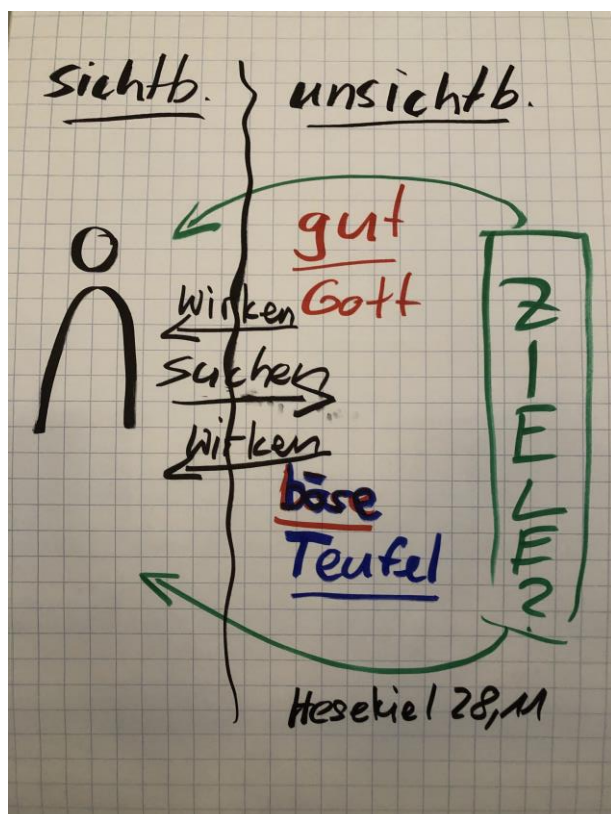 sichtb. unsichtb.
gut
Gott
wirken
suchen
wirken
böse
Teufel
ZIELE?
Hesekiel 28,11